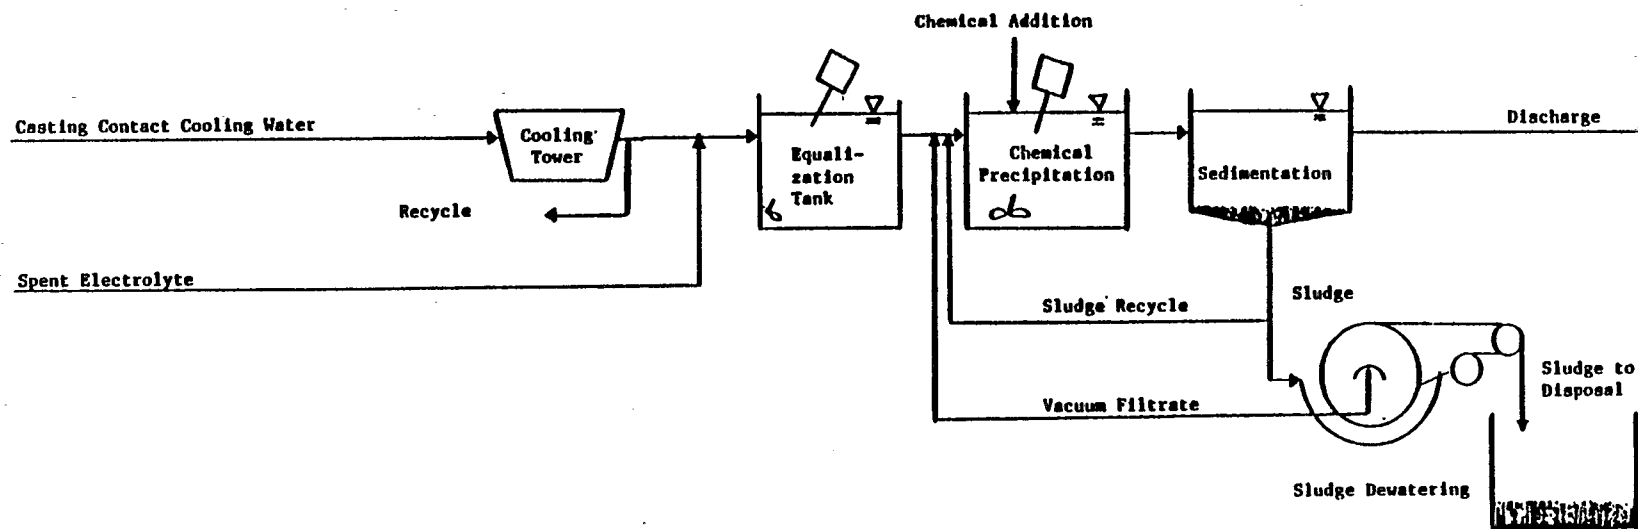 Chemical Addition
Casting Contact Cooling Water
Cooling
Tower
Equali-
zation
Tank
Chemical
Precipitation
Sedimentation
Discharge
Recycle
Spent Electrolyte
Sludge Recycle
Sludge
Vacuum Filtrate
Sludge to
Disposal
Sludge Dewatering